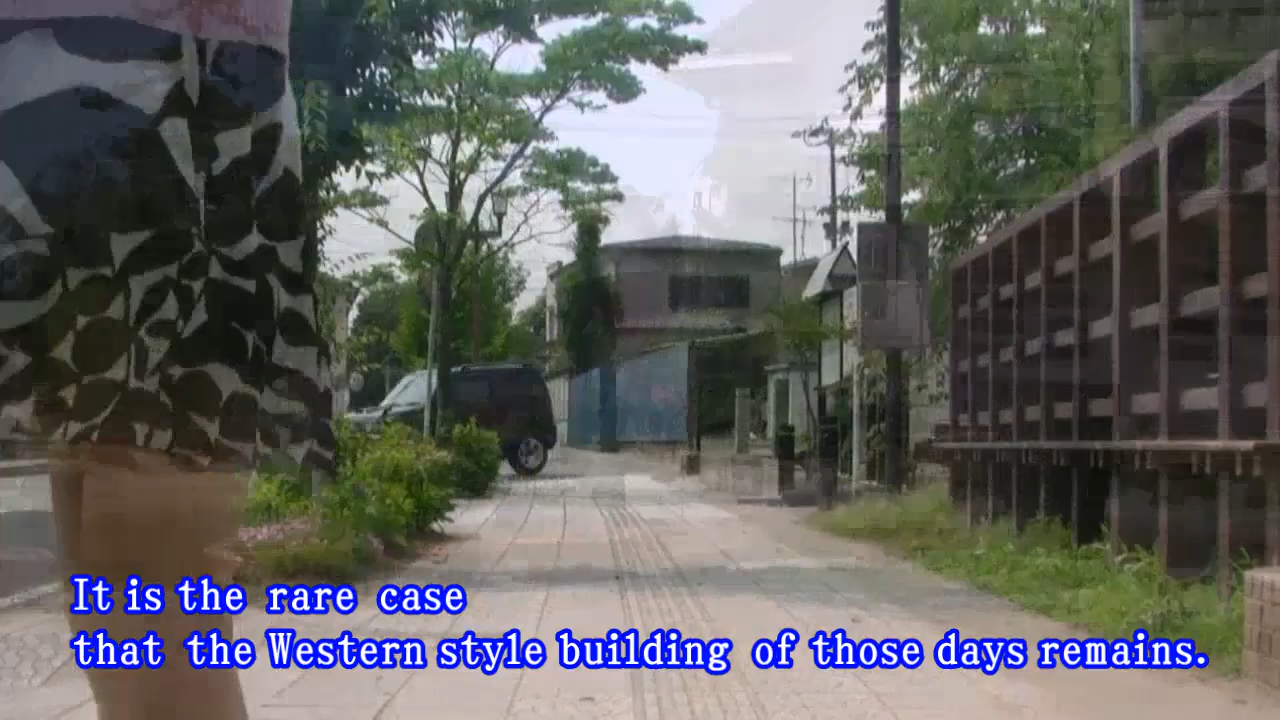 It is the rare case
that the Western style building of those days remains.